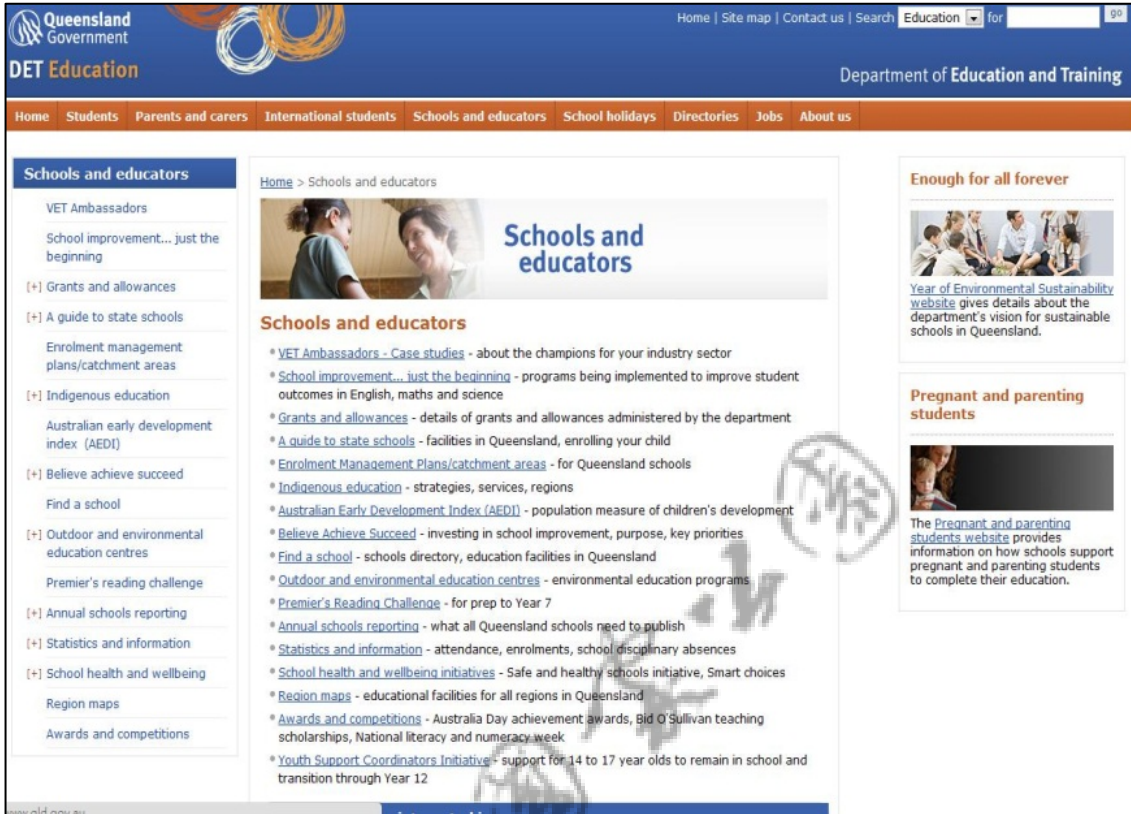 Queensland
Government
DET Education
Home | Site map | Contact us | Search Education for go
Department of Education and Training
Home Students Parents and carers International students Schools and educators School holidays Directories Jobs About us
Schools and educators
VET Ambassadors
School improvement... just the
beginning
[+] Grants and allowances
[+] A guide to state schools
Enrolment management
plans/catchment areas
[+] Indigenous education
Australian early development
index (AEDI)
[+] Believe achieve succeed
Find a school
[+] Outdoor and environmental
education centres
Premier's reading challenge
[+] Annual schools reporting
[+] Statistics and information
[+] School health and wellbeing
Region maps
Awards and competitions
Home > Schools and educators
Schools and
educators
Schools and educators
VET Ambassadors - Case studies - about the champions for your industry sector
School improvement... just the beginning - programs being implemented to improve student
outcomes in English, maths and science
Grants and allowances - details of grants and allowances administered by the department
A guide to state schools - facilities in Queensland, enrolling your child
Enrolment Management Plans/catchment areas - for Queensland schools
Indigenous education - strategies, services, regions
Australian Early Development Index (AEDI) - population measure of children's development
Believe Achieve Succeed - investing in school improvement, purpose, key priorities
Find a school - schools directory, education facilities in Queensland
Outdoor and environmental education centres - environmental education programs
Premier's Reading Challenge - for prep to Year 7
Annual schools reporting - what all Queensland schools need to publish
Statistics and information - attendance, enrolments, school disciplinary absences
School health and wellbeing initiatives - Safe and healthy schools initiative, Smart choices
Region maps - educational facilities for all regions in Queensland
Awards and competitions - Australia Day achievement awards, Bid O'Sullivan teaching
scholarships, National literacy and numeracy week
Youth Support Coordinators Initiative - support for 14 to 17 year olds to remain in school and
transition through Year 12
Enough for all forever
Year of Environmental Sustainability
website gives details about the
department's vision for sustainable
schools in Queensland.
Pregnant and parenting
students
The Pregnant and parenting
students website provides
information on how schools support
pregnant and parenting students
to complete their education.